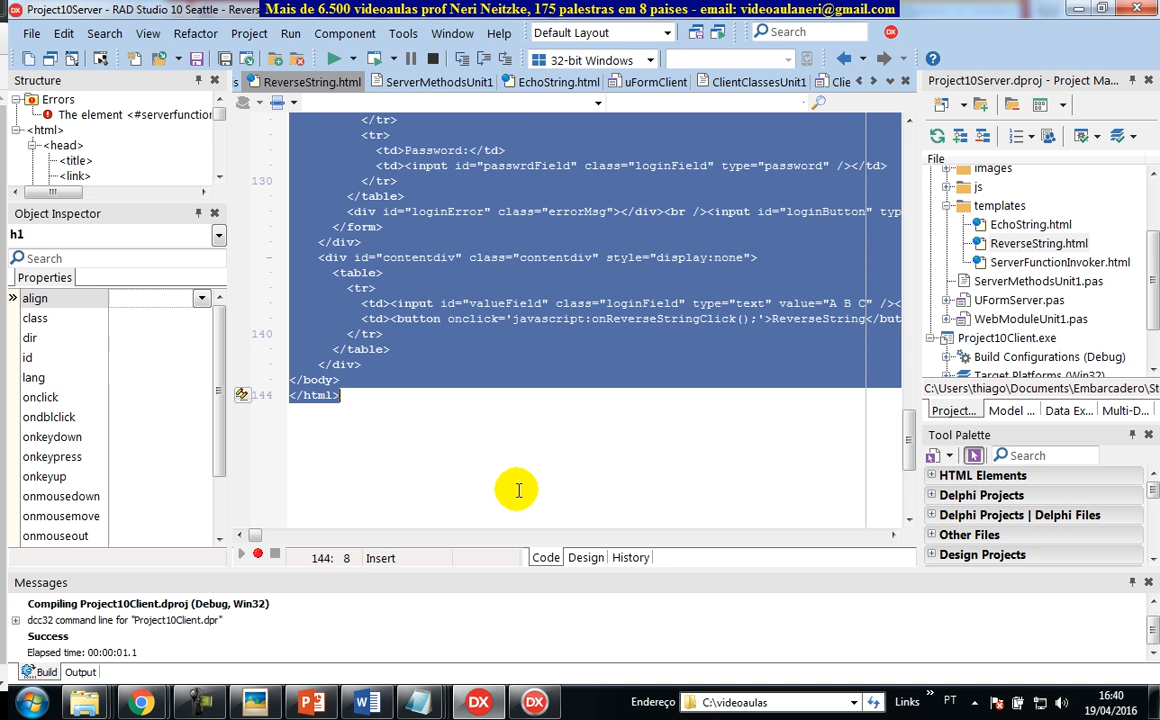 Project10Server - RAD Studio 10 Seattle - Revers
Mais de 6.500 videoaulas prof Neri Neitzke, 175 palestras em 8 paises - email: videoaulaneri@gmail.com
File Edit Search View Refactor Project Run Component Tools Window Help
Default Layout
Search
32-bit Windows
Structure
Errors
The element <#serverfunction
<html>
<head>
<title>
<link>
Object Inspector
h1
Search
Properties
align
class
dir
id
lang
onclick
ondblclick
onkeydown
onkeypress
onkeyup
onmousedown
onmousemove
onmouseout
s ReverseString.html ServerMethodsUnit1 EchoString.html uFormClient ClientClassesUnit1 Clie
</tr>
<tr>
<td>Password:</td>
<td><input id="passwrdField" class="loginField" type="password" /></td>
130 </tr>
</table>
<div id="loginError" class="errorMsg"></div><br /><input id="loginButton" typ
</form>
</div>
<div id="contentdiv" class="contentdiv" style="display:none">
<table>
<tr>
<td><input id="valueField" class="loginField" type="text" value="A B C" /><
<td><button onclick='javascript:onReverseStringClick();'>ReverseString</but
140 </tr>
</table>
</div>
</body>
144 </html>
144: 8 Insert
Code Design History
Project10Server.dproj - Project Ma...
File
images
js
templates
EchoString.html
ReverseString.html
ServerFunctionInvoker.html
ServerMethodsUnit1.pas
UFormServer.pas
WebModuleUnit1.pas
Project10Client.exe
Build Configurations (Debug)
Target Platforms (Win32)
C:\Users\thiago\Documents\Embarcadero\St
Project... Model ... Data Ex... Multi-D...
Tool Palette
Search
HTML Elements
Delphi Projects
Delphi Projects | Delphi Files
Other Files
Design Projects
Messages
Compiling Project10Client.dproj (Debug, Win32)
dcc32 command line for "Project10Client.dpr"
Success
Elapsed time: 00:00:01.1
Build Output
DX DX
Endereço C:\videoaulas
Links » PT
16:40
19/04/2016